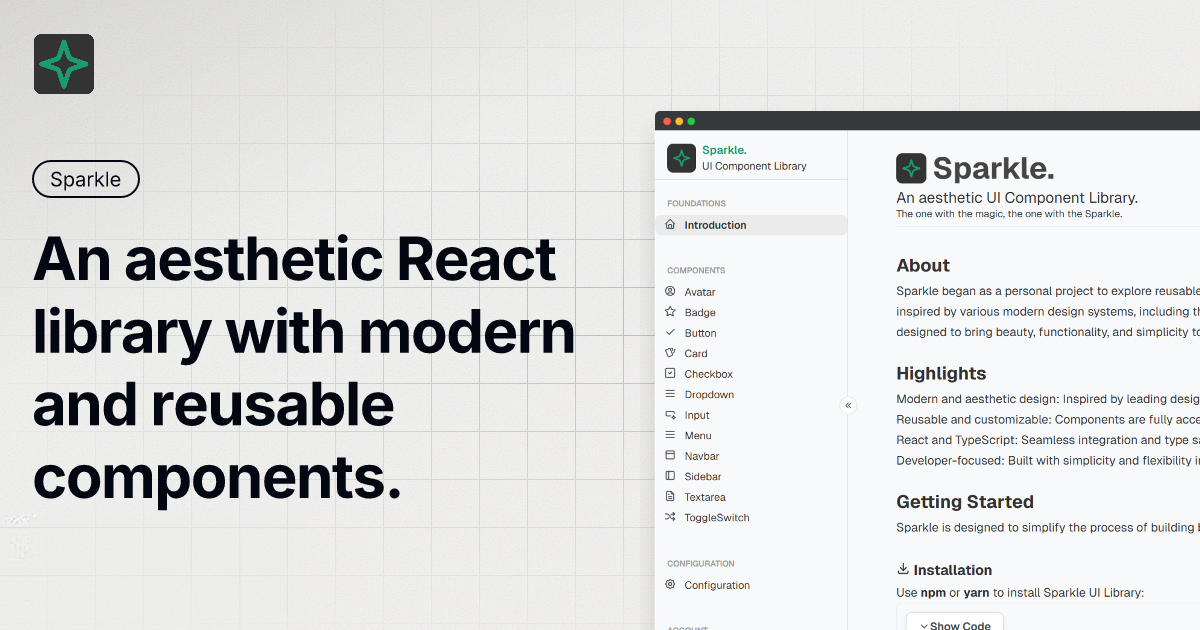 Sparkle
An aesthetic React
library with modern
and reusable
components.
Sparkle.
UI Component Library
FOUNDATIONS
Introduction
COMPONENTS
Avatar
Badge
Button
Card
Checkbox
Dropdown
Input
Menu
Navbar
Sidebar
Textarea
ToggleSwitch
CONFIGURATION
Configuration
Sparkle.
An aesthetic UI Component Library.
The one with the magic, the one with the Sparkle.
About
Sparkle began as a personal project to explore reusable
inspired by various modern design systems, including
designed to bring beauty, functionality, and simplicity
Highlights
Modern and aesthetic design: Inspired by leading
Reusable and customizable: Components are fully
React and TypeScript: Seamless integration and type
Developer-focused: Built with simplicity and flexibility
Getting Started
Sparkle is designed to simplify the process of building
Installation
Use npm or yarn to install Sparkle UI Library:
Show Code